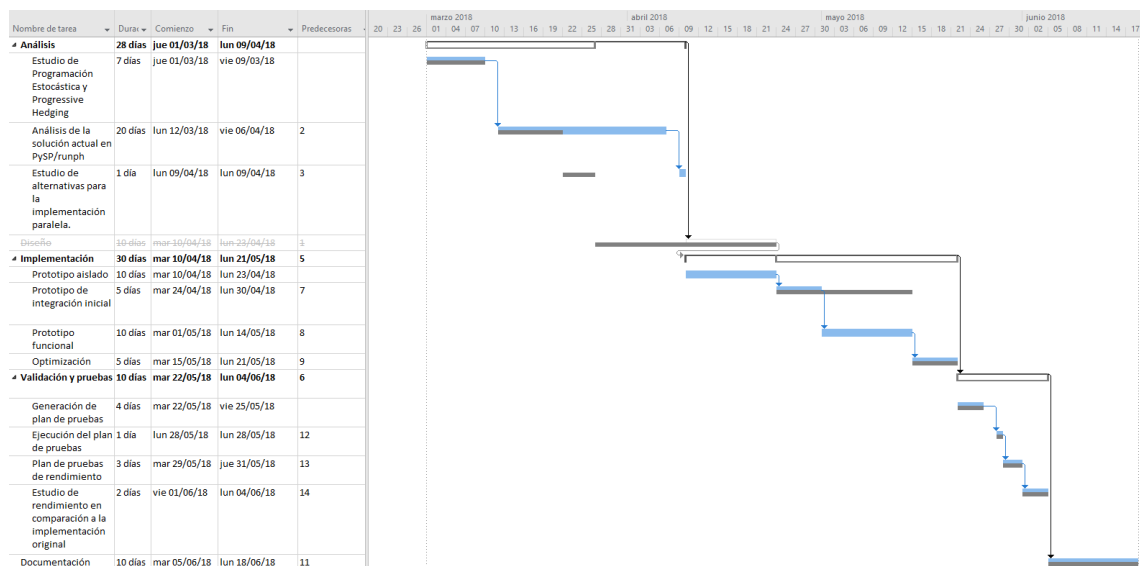 marzo 2018 abril 2018 mayo 2018 junio 2018
Nombre de tarea Durac Comienzo Fin Predecesoras 20 23 26 01 04 07 10 13 16 19 22 25 28 31 03 06 09 12 15 18 21 24 27 30 03 06 09 12 15 18 21 24 27 30 02 05 08 11 14 17
Análisis 28 días jue 01/03/18 lun 09/04/18
Estudio de 7 días jue 01/03/18 vie 09/03/18
Programación
Estocástica y
Progressive
Hedging
Análisis de la 20 días lun 12/03/18 vie 06/04/18 2
solución actual en
PySP/runph
Estudio de 1 día lun 09/04/18 lun 09/04/18 3
alternativas para
la
implementación
paralela.
Diseño 10 días mar 10/04/18 lun 23/04/18 1
Implementación 30 días mar 10/04/18 lun 21/05/18 5
Prototipo aislado 10 días mar 10/04/18 lun 23/04/18
Prototipo de 5 días mar 24/04/18 lun 30/04/18 7
integración inicial
Prototipo 10 días mar 01/05/18 lun 14/05/18 8
funcional
Optimización 5 días mar 15/05/18 lun 21/05/18 9
Validación y pruebas 10 días mar 22/05/18 lun 04/06/18 6
Generación de 4 días mar 22/05/18 vie 25/05/18
plan de pruebas
Ejecución del plan 1 día lun 28/05/18 lun 28/05/18 12
de pruebas
Plan de pruebas 3 días mar 29/05/18 jue 31/05/18 13
de rendimiento
Estudio de 2 días vie 01/06/18 lun 04/06/18 14
rendimiento en
comparación a la
implementación
original
Documentación 10 días mar 05/06/18 lun 18/06/18 11